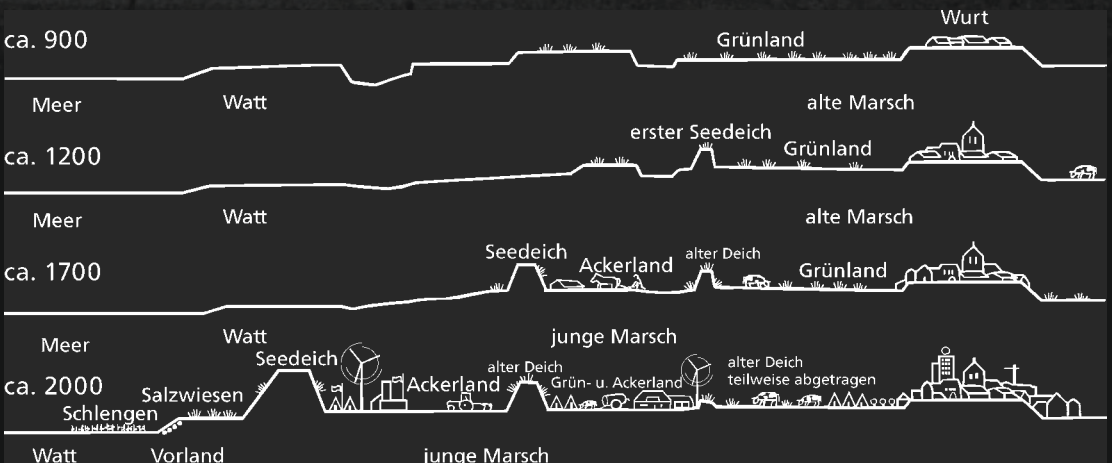 Wurt
ca. 900
Grünland
Meer
Watt
alte Marsch
erster Seedeich
ca. 1200
Grünland
Meer
Watt
alte Marsch
Seedeich
Ackerland
alter Deich
ca. 1700
Grünland
Meer
Watt
junge Marsch
Seedeich
alter Deich
alter Deich
teilweise abgetragen
ca. 2000
Ackerland
Grün- u. Ackerland
Salzwiesen
Schlengen
Watt
Vorland
junge Marsch